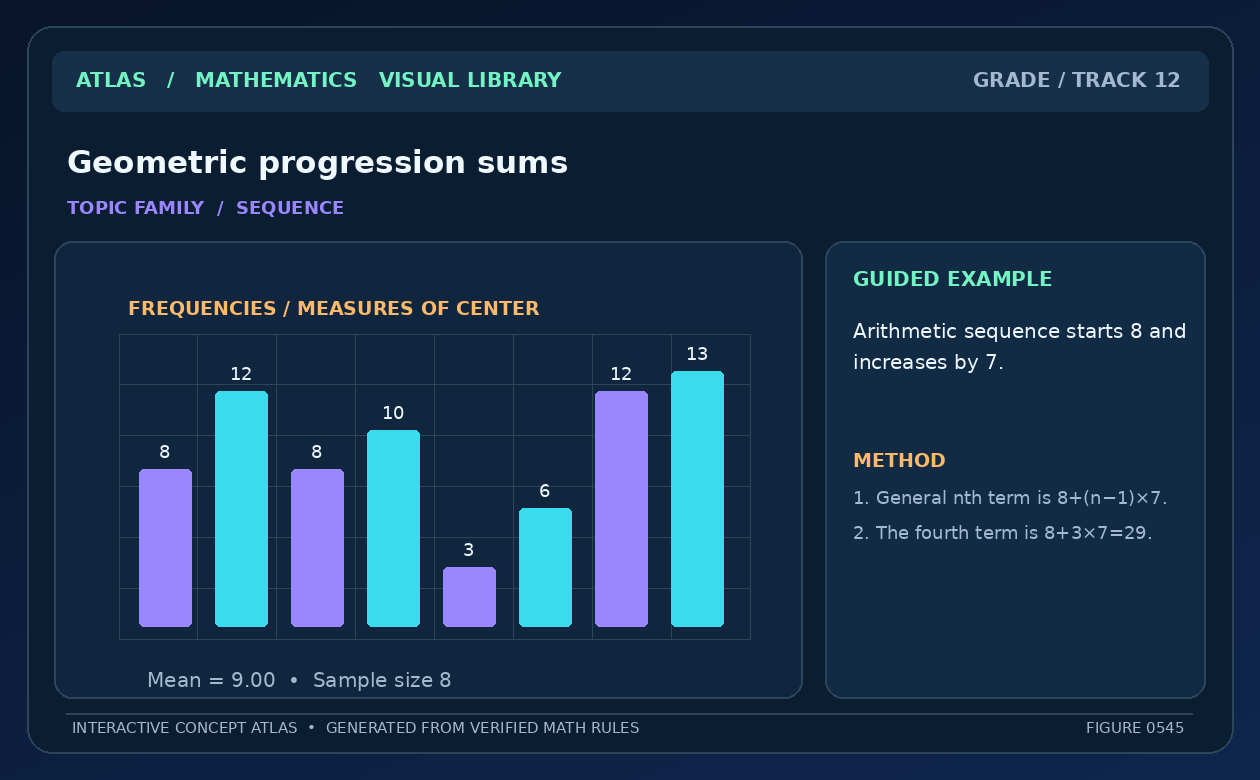 ATLAS / MATHEMATICS VISUAL LIBRARY
GRADE / TRACK 12
Geometric progression sums
TOPIC FAMILY / SEQUENCE
FREQUENCIES / MEASURES OF CENTER
8
12
8
10
3
6
12
13
Mean = 9.00 • Sample size 8
GUIDED EXAMPLE
Arithmetic sequence starts 8 and
increases by 7.
METHOD
1. General nth term is 8+(n−1)×7.
2. The fourth term is 8+3×7=29.
INTERACTIVE CONCEPT ATLAS • GENERATED FROM VERIFIED MATH RULES
FIGURE 0545